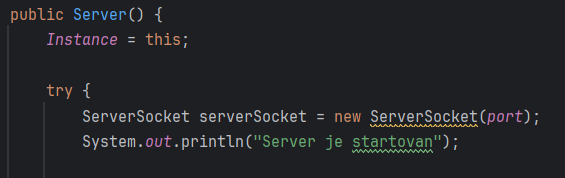 public Server() {
Instance = this;
try {
ServerSocket serverSocket = new ServerSocket(port);
System.out.println("Server je startovan");